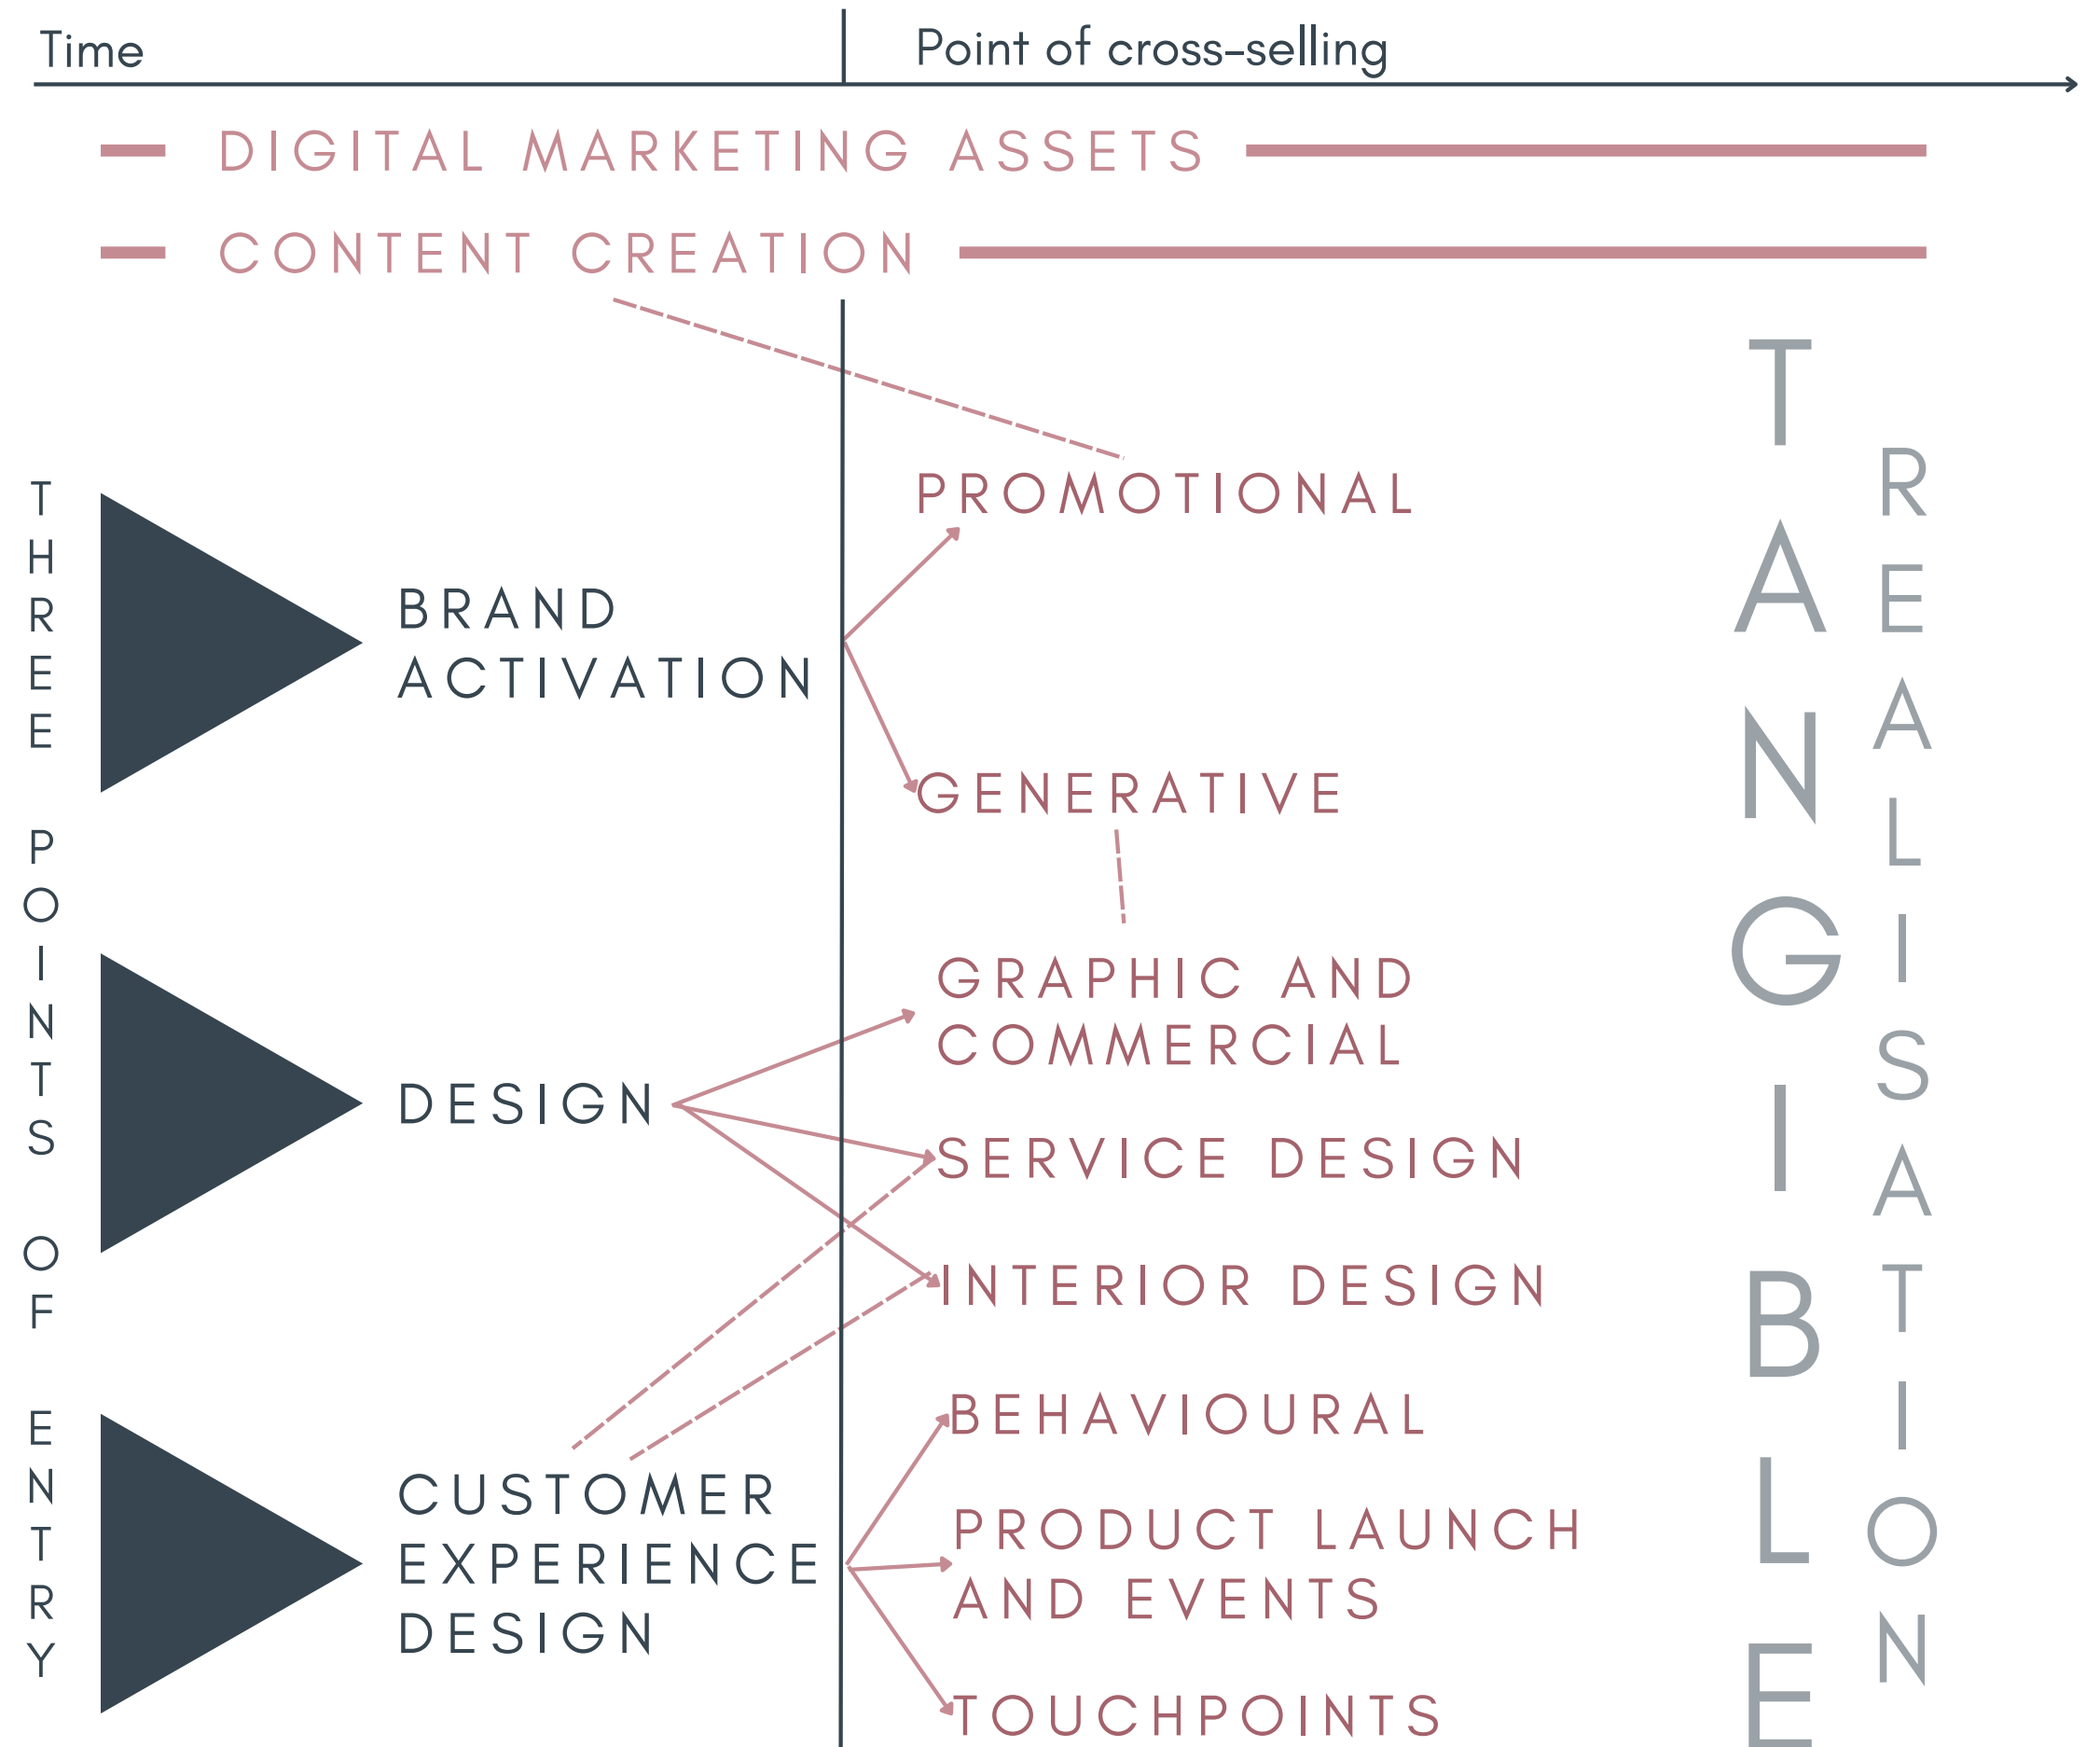 Time
Point of cross-selling
DIGITAL MARKETING ASSETS
CONTENT CREATION
THREE POINTS OF ENTRY
BRAND
ACTIVATION
PROMOTIONAL
GENERATIVE
DESIGN
GRAPHIC AND
COMMERCIAL
SERVICE DESIGN
INTERIOR DESIGN
CUSTOMER
EXPERIENCE
DESIGN
BEHAVIOURAL
PRODUCT LAUNCH
AND EVENTS
TOUCHPOINTS
TANGIBLE
REALISATION